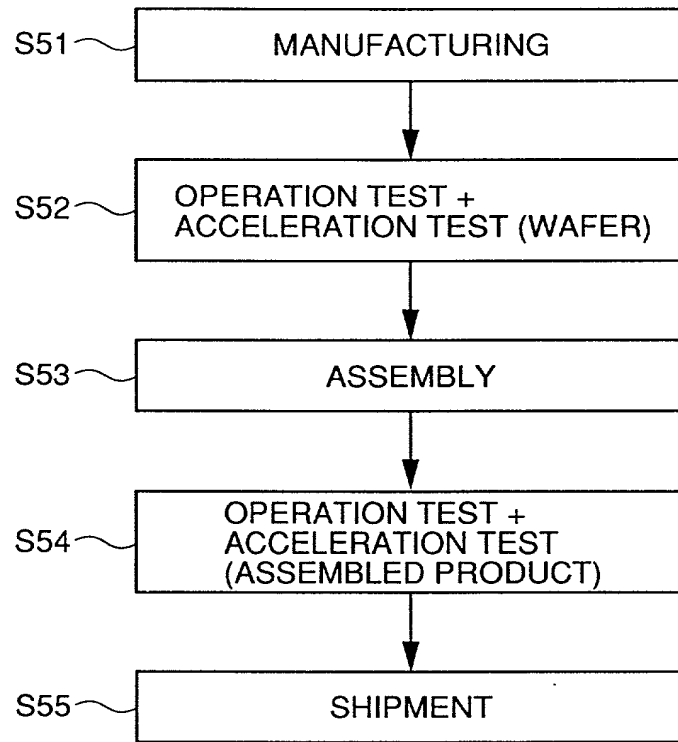 S51
MANUFACTURING
S52
OPERATION TEST +
ACCELERATION TEST (WAFER)
S53
ASSEMBLY
S54
OPERATION TEST +
ACCELERATION TEST
(ASSEMBLED PRODUCT)
S55
SHIPMENT